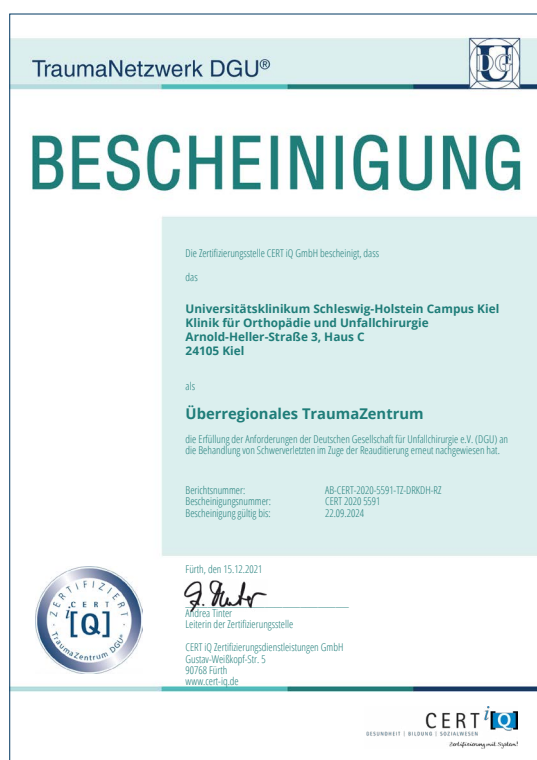 TraumaNetzwerk DGU®
DGU
BESCHEINIGUNG
Die Zertifizierungsstelle CERT iQ GmbH bescheinigt, dass
das
Universitätsklinikum Schleswig-Holstein Campus Kiel
Klinik für Orthopädie und Unfallchirurgie
Arnold-Heller-Straße 3, Haus C
24105 Kiel
als
Überregionales TraumaZentrum
die Erfüllung der Anforderungen der Deutschen Gesellschaft für Unfallchirurgie e.V. (DGU) an
die Behandlung von Schwerverletzten im Zuge der Reauditierung erneut nachgewiesen hat.
Berichtsnummer: AB-CERT-2020-5591-TZ-DRKDH-RZ
Bescheinigungsnummer: CERT 2020 5591
Bescheinigung gültig bis: 22.09.2024
Fürth, den 15.12.2021
Andrea Tinter
Leiterin der Zertifizierungsstelle
CERT iQ Zertifizierungsdienstleistungen GmbH
Gustav-Weißkopf-Str. 5
90768 Fürth
www.cert-iq.de
ZERTIFIZIERT
CERT
i[Q]
TraumaZentrum DGU®
CERT i[Q]
GESUNDHEIT | BILDUNG | SOZIALWESEN
Zertifizierung mit System!